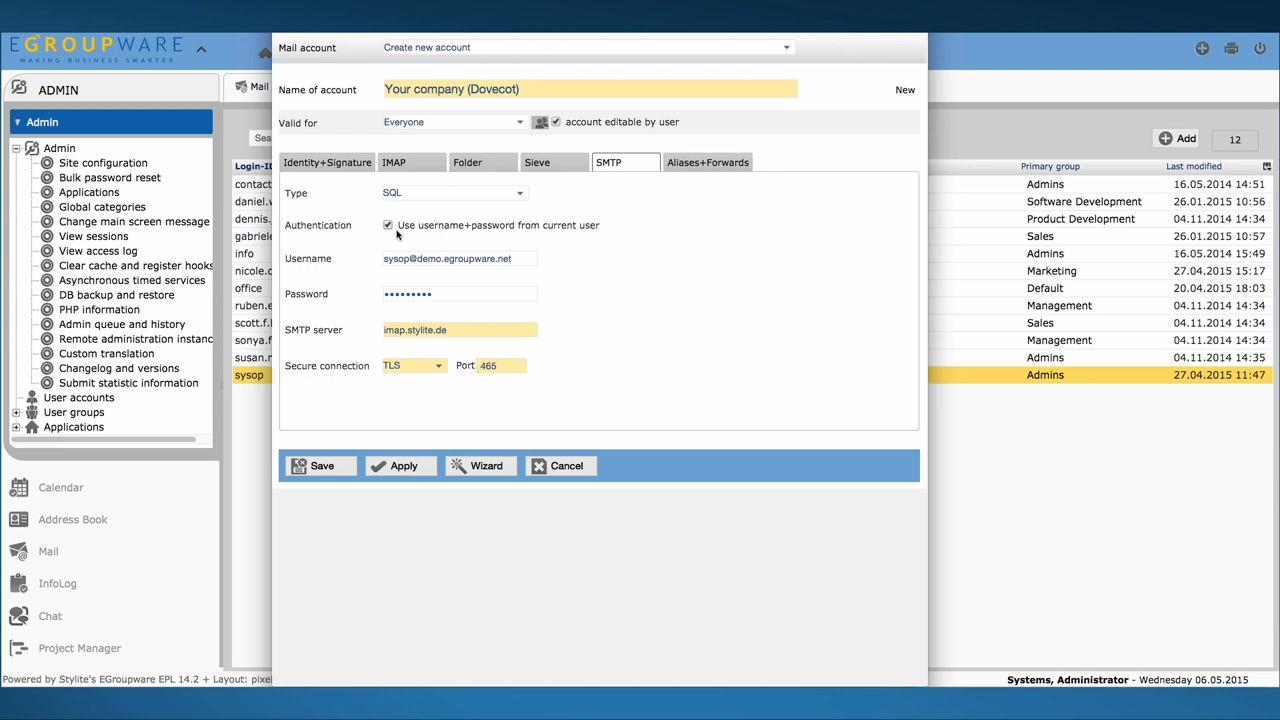 EGROUPWARE
MAKING BUSINESS SMARTER
Mail account Create new account
ADMIN
Mail
Name of account Your company (Dovecot) New
Admin
Valid for Everyone account editable by user
Add 12
Admin
Site configuration
Bulk password reset
Applications
Global categories
Change main screen message
View sessions
View access log
Clear cache and register hooks
Asynchronous timed services
DB backup and restore
PHP information
Admin queue and history
Remote administration instanc
Custom translation
Changelog and versions
Submit statistic information
User accounts
User groups
Applications
Calendar
Address Book
Mail
InfoLog
Chat
Project Manager
Sea
Login-ID
contact
daniel.w
dennis.
gabriele
info
nicole.d
office
ruben.e
scott.f.l
sonya.f
susan.r
sysop
Identity+Signature IMAP Folder Sieve SMTP Aliases+Forwards
Type SQL
Authentication Use username+password from current user
Username sysop@demo.egroupware.net
Password •••••••••
SMTP server imap.stylite.de
Secure connection TLS Port 465
Save Apply Wizard Cancel
Primary group Last modified
Admins 16.05.2014 14:51
Software Development 26.01.2015 10:56
Product Development 04.11.2014 14:34
Sales 26.01.2015 10:56
Admins 16.05.2014 15:49
Marketing 27.04.2015 15:17
Default 20.04.2015 18:03
Management 04.11.2014 14:34
Sales 04.11.2014 14:34
Management 04.11.2014 14:34
Admins 04.11.2014 14:35
Admins 27.04.2015 11:47
Powered by Stylite's EGroupware EPL 14.2 + Layout: pixel
Systems, Administrator - Wednesday 06.05.2015